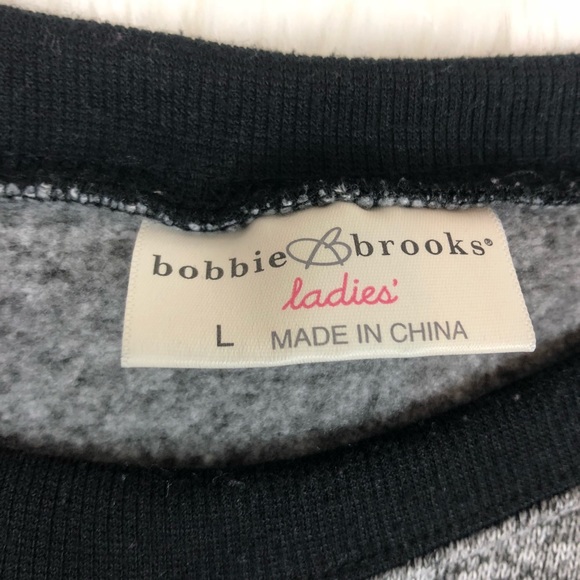 bobbie B brooks®
ladies'
L MADE IN CHINA